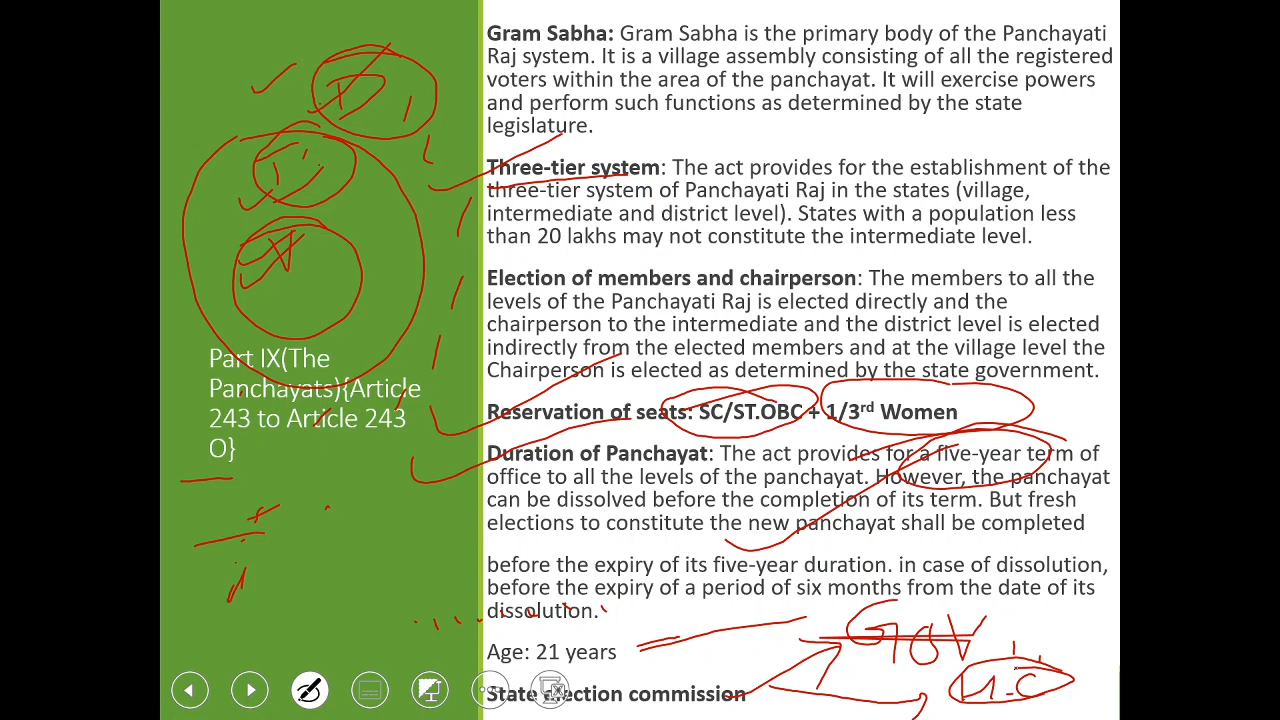 Part IX(The
Panchayats){Article
243 to Article 243
O}
Gram Sabha: Gram Sabha is the primary body of the Panchayati
Raj system. It is a village assembly consisting of all the registered
voters within the area of the panchayat. It will exercise powers
and perform such functions as determined by the state
legislature.
Three-tier system: The act provides for the establishment of the
three-tier system of Panchayati Raj in the states (village,
intermediate and district level). States with a population less
than 20 lakhs may not constitute the intermediate level.
Election of members and chairperson: The members to all the
levels of the Panchayati Raj is elected directly and the
chairperson to the intermediate and the district level is elected
indirectly from the elected members and at the village level the
Chairperson is elected as determined by the state government.
Reservation of seats: SC/ST.OBC + 1/3rd Women
Duration of Panchayat: The act provides for a five-year term of
office to all the levels of the panchayat. However, the panchayat
can be dissolved before the completion of its term. But fresh
elections to constitute the new panchayat shall be completed
before the expiry of its five-year duration. in case of dissolution,
before the expiry of a period of six months from the date of its
dissolution.
Age: 21 years
State election commission
GOV
H.C